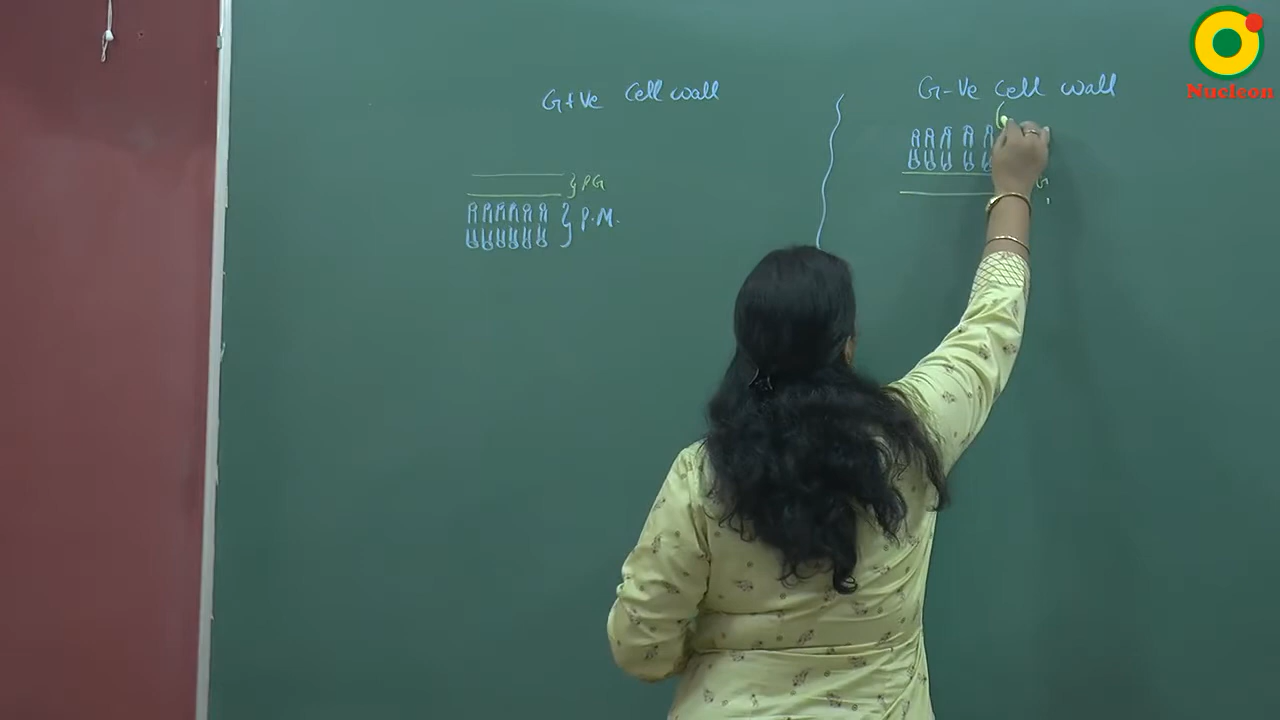 G+Ve Cell wall
} PG
} P.M.
G-Ve Cell wall
Nucleon